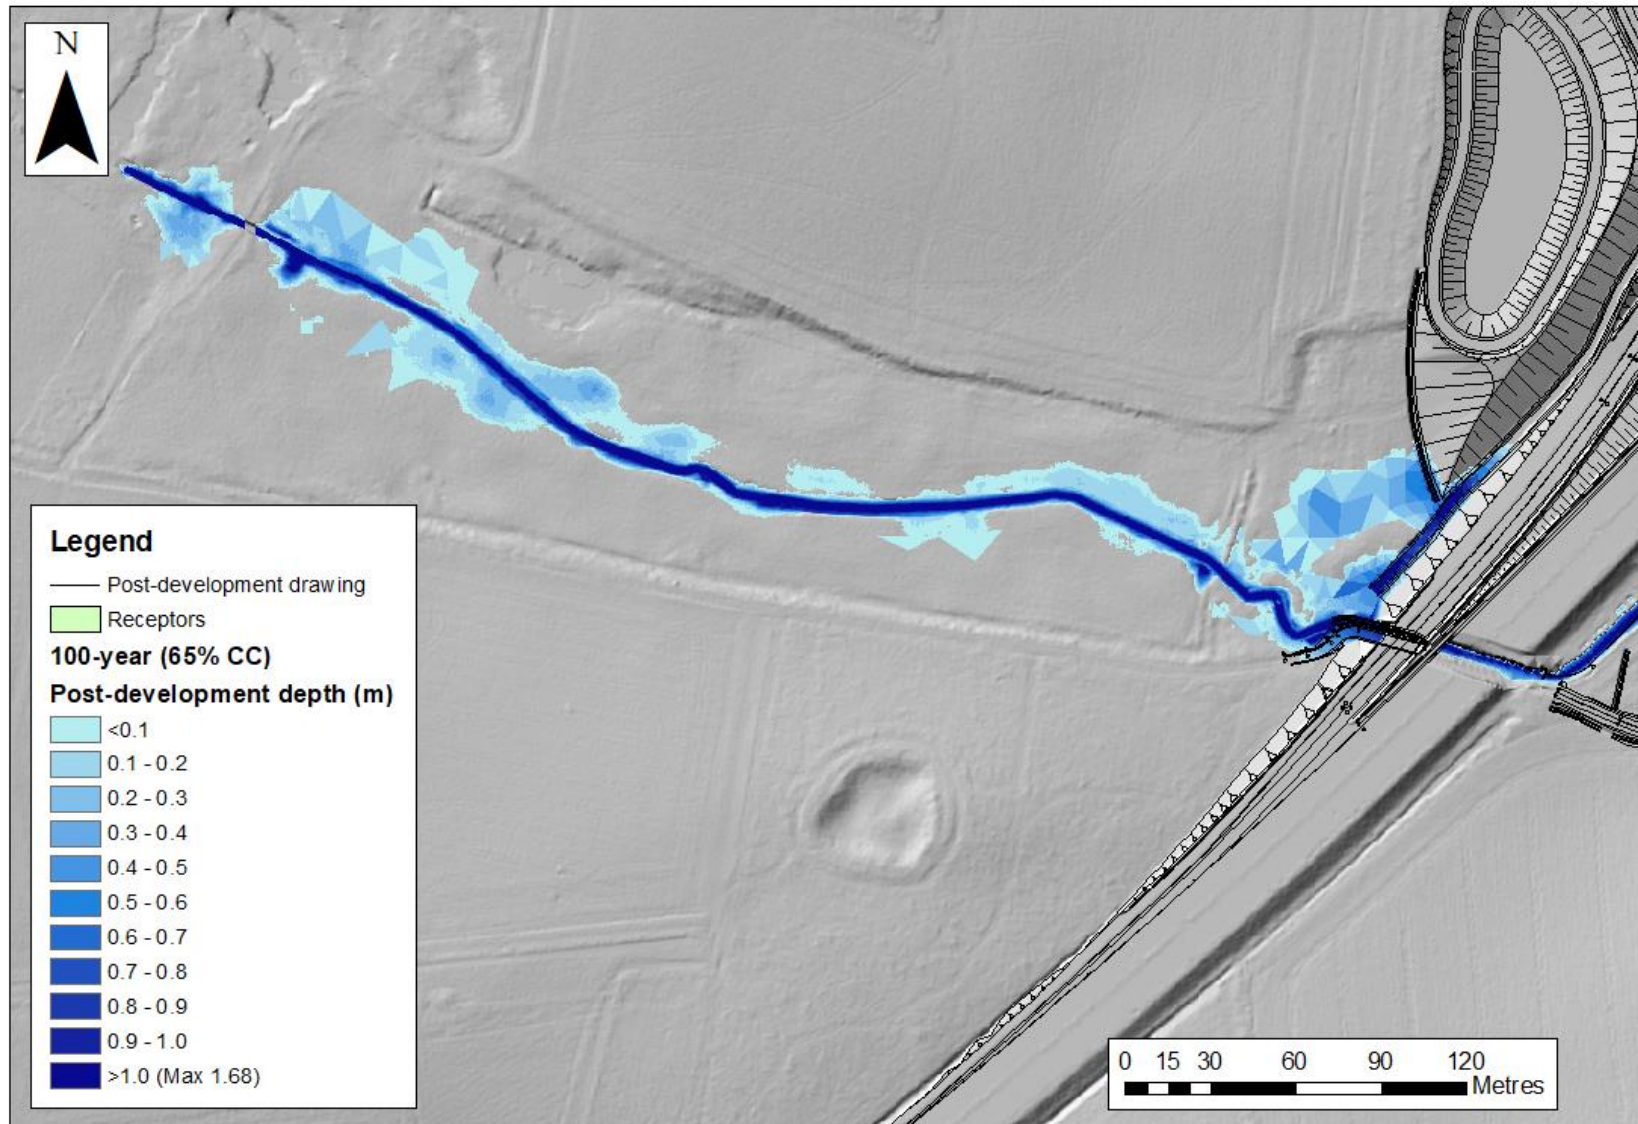 N
Legend
Post-development drawing
Receptors
100-year (65% CC)
Post-development depth (m)
<0.1
0.1 - 0.2
0.2 - 0.3
0.3 - 0.4
0.4 - 0.5
0.5 - 0.6
0.6 - 0.7
0.7 - 0.8
0.8 - 0.9
0.9 - 1.0
>1.0 (Max 1.68)
0 15 30 60 90 120
Metres